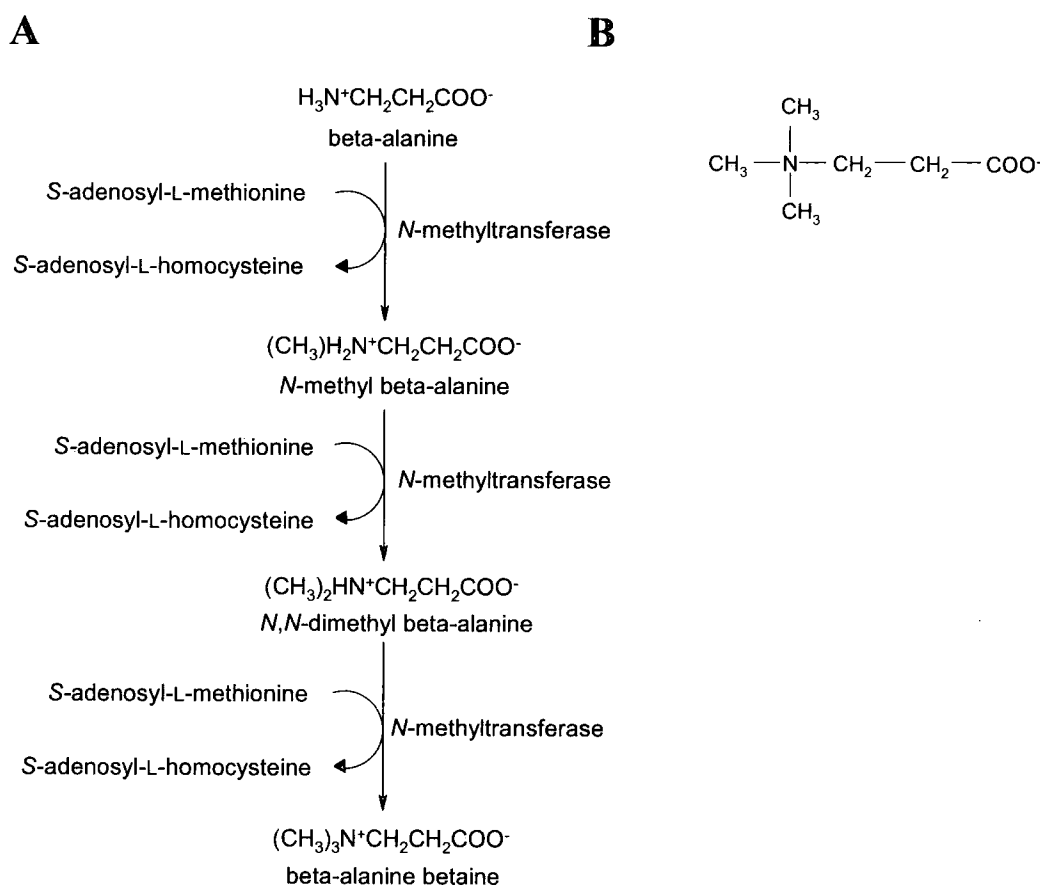 A
H₃N⁺CH₂CH₂COO⁻
beta-alanine
S-adenosyl-L-methionine
N-methyltransferase
S-adenosyl-L-homocysteine
(CH₃)H₂N⁺CH₂CH₂COO⁻
N-methyl beta-alanine
S-adenosyl-L-methionine
N-methyltransferase
S-adenosyl-L-homocysteine
(CH₃)₂HN⁺CH₂CH₂COO⁻
N,N-dimethyl beta-alanine
S-adenosyl-L-methionine
N-methyltransferase
S-adenosyl-L-homocysteine
(CH₃)₃N⁺CH₂CH₂COO⁻
beta-alanine betaine
B
CH₃
CH₃—N—CH₂—CH₂—COO⁻
CH₃